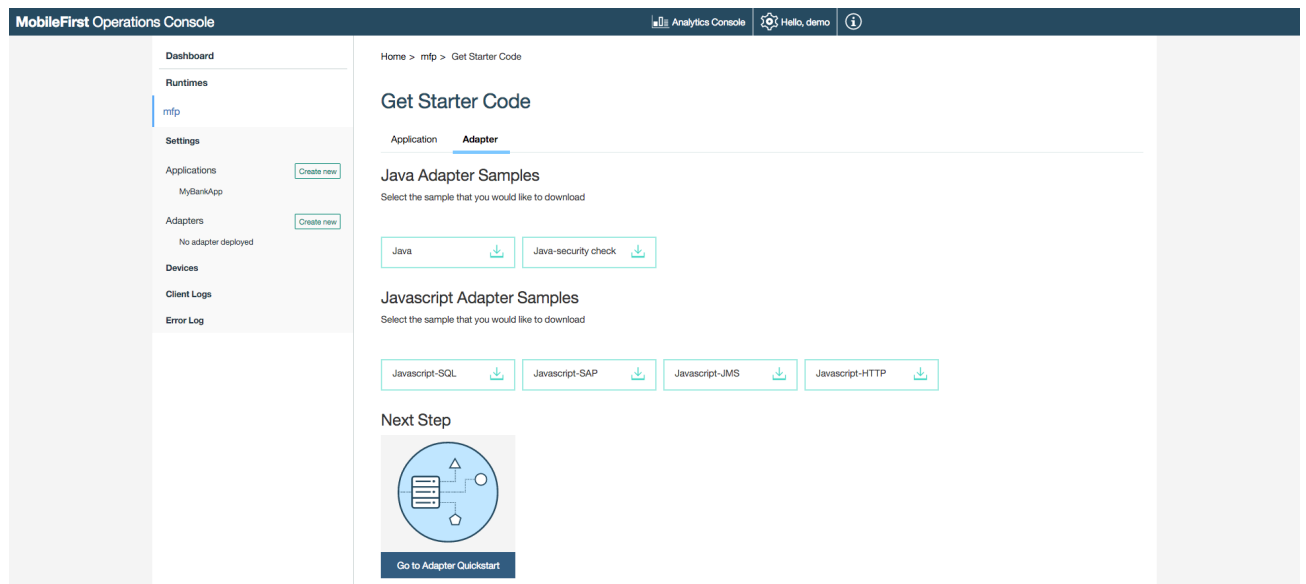 MobileFirst Operations Console
Analytics Console
Hello, demo
Dashboard
Runtimes
mfp
Settings
Applications
Create new
MyBankApp
Adapters
Create new
No adapter deployed
Devices
Client Logs
Error Log
Home > mfp > Get Starter Code
Get Starter Code
Application Adapter
Java Adapter Samples
Select the sample that you would like to download
Java
Java-security check
Javascript Adapter Samples
Select the sample that you would like to download
Javascript-SQL
Javascript-SAP
Javascript-JMS
Javascript-HTTP
Next Step
Go to Adapter Quickstart